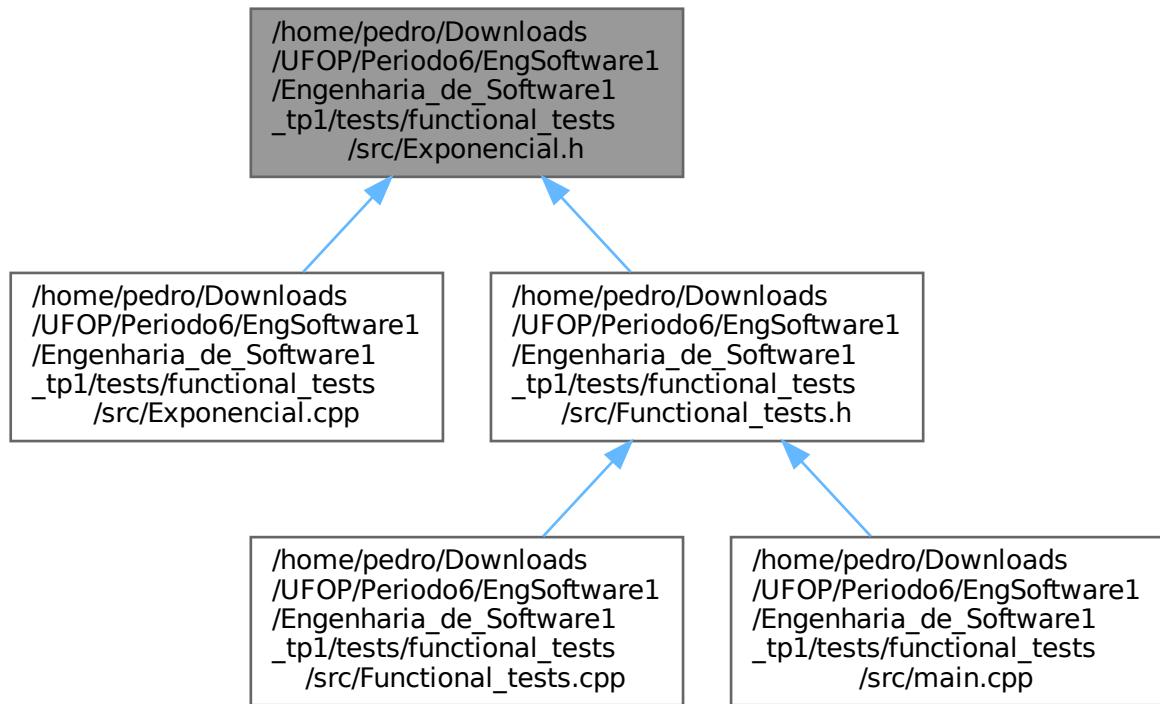 /home/pedro/Downloads
/UFOP/Periodo6/EngSoftware1
/Engenharia_de_Software1
_tp1/tests/functional_tests
/src/Exponencial.h
/home/pedro/Downloads
/UFOP/Periodo6/EngSoftware1
/Engenharia_de_Software1
_tp1/tests/functional_tests
/src/Exponencial.cpp
/home/pedro/Downloads
/UFOP/Periodo6/EngSoftware1
/Engenharia_de_Software1
_tp1/tests/functional_tests
/src/Functional_tests.h
/home/pedro/Downloads
/UFOP/Periodo6/EngSoftware1
/Engenharia_de_Software1
_tp1/tests/functional_tests
/src/Functional_tests.cpp
/home/pedro/Downloads
/UFOP/Periodo6/EngSoftware1
/Engenharia_de_Software1
_tp1/tests/functional_tests
/src/main.cpp